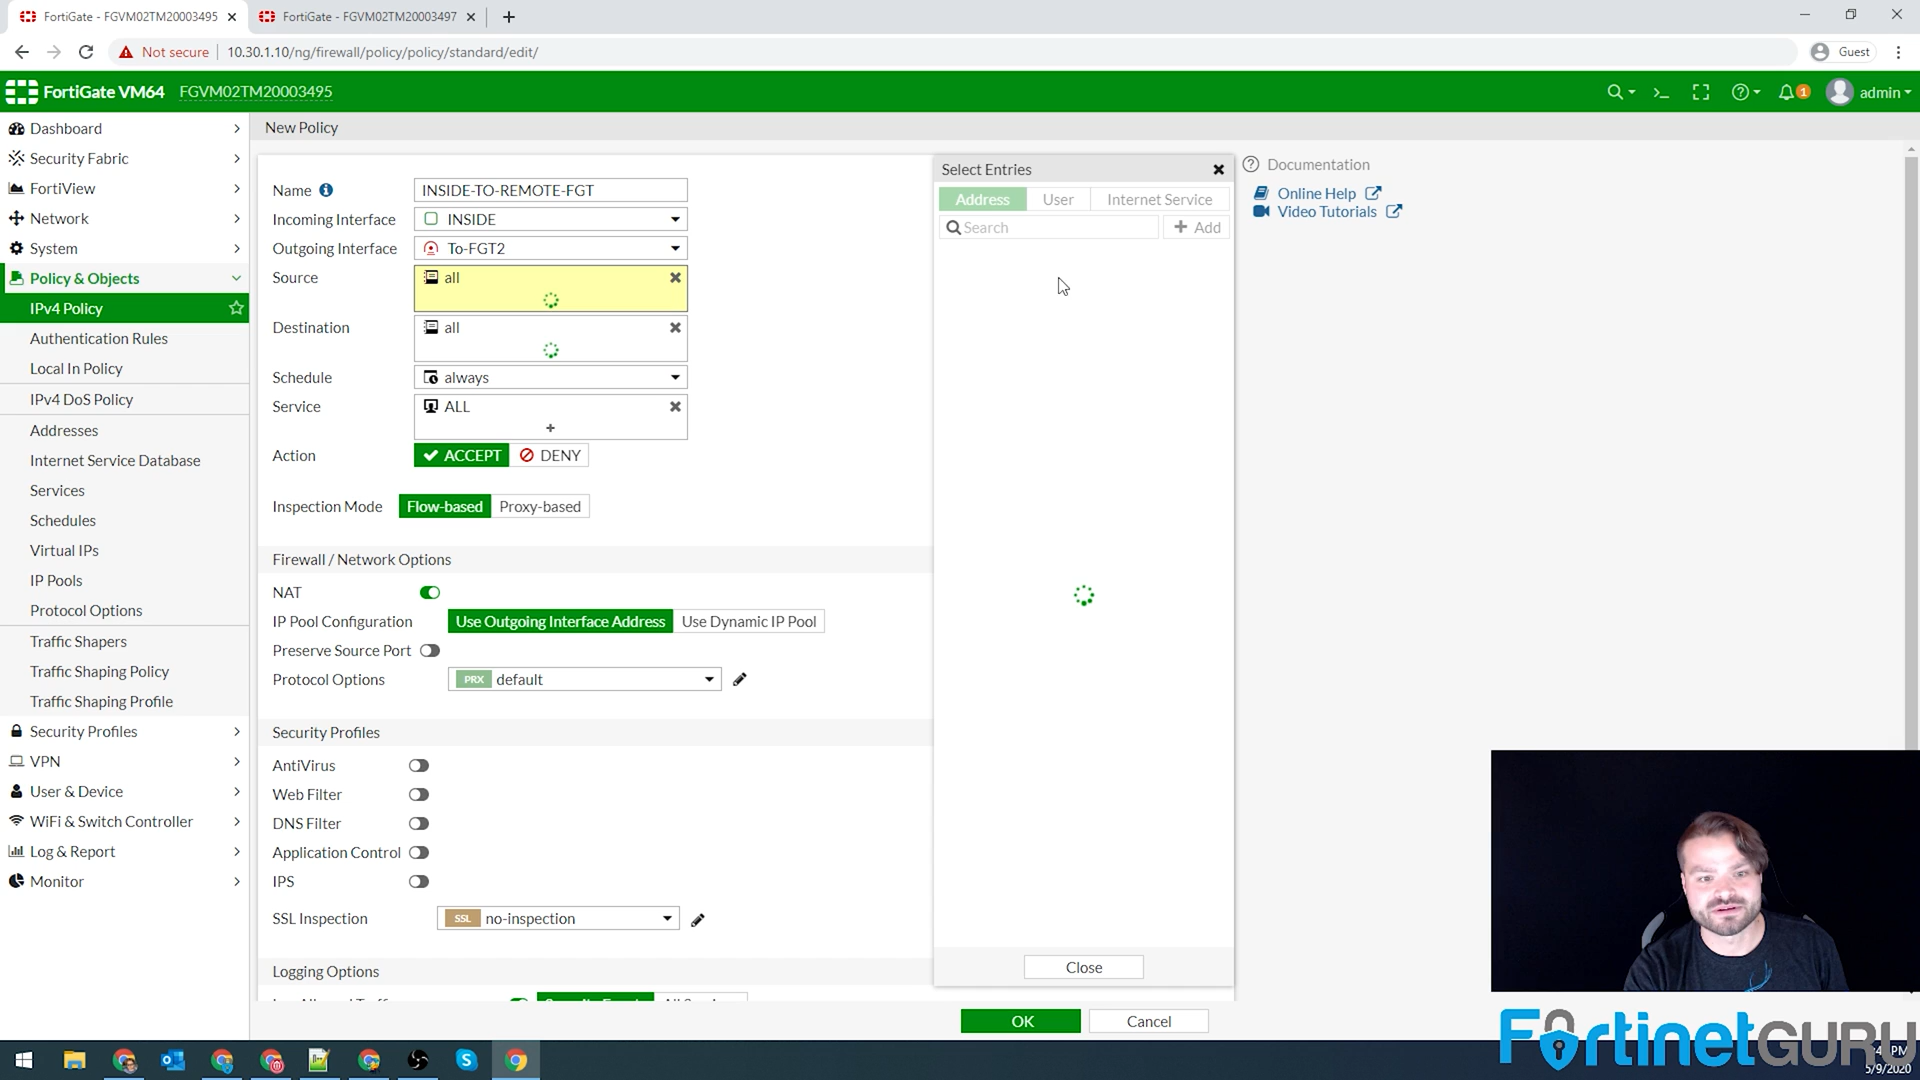 FortiGate - FGVM02TM20003495
FortiGate - FGVM02TM20003497
Not secure
10.30.1.10/ng/firewall/policy/policy/standard/edit/
Guest
FortiGate VM64
FGVM02TM20003495
1
admin
Dashboard
Security Fabric
FortiView
Network
System
Policy & Objects
IPv4 Policy
Authentication Rules
Local In Policy
IPv4 DoS Policy
Addresses
Internet Service Database
Services
Schedules
Virtual IPs
IP Pools
Protocol Options
Traffic Shapers
Traffic Shaping Policy
Traffic Shaping Profile
Security Profiles
VPN
User & Device
WiFi & Switch Controller
Log & Report
Monitor
New Policy
Name
INSIDE-TO-REMOTE-FGT
Incoming Interface
INSIDE
Outgoing Interface
To-FGT2
Source
all
Destination
all
Schedule
always
Service
ALL
+
Action
ACCEPT
DENY
Inspection Mode
Flow-based
Proxy-based
Firewall / Network Options
NAT
IP Pool Configuration
Use Outgoing Interface Address
Use Dynamic IP Pool
Preserve Source Port
Protocol Options
PRX
default
Security Profiles
AntiVirus
Web Filter
DNS Filter
Application Control
IPS
SSL Inspection
SSL
no-inspection
Logging Options
Select Entries
Address
User
Internet Service
Search
+ Add
Close
OK
Cancel
Documentation
Online Help
Video Tutorials
FortinetGURU
PM
5/9/2020